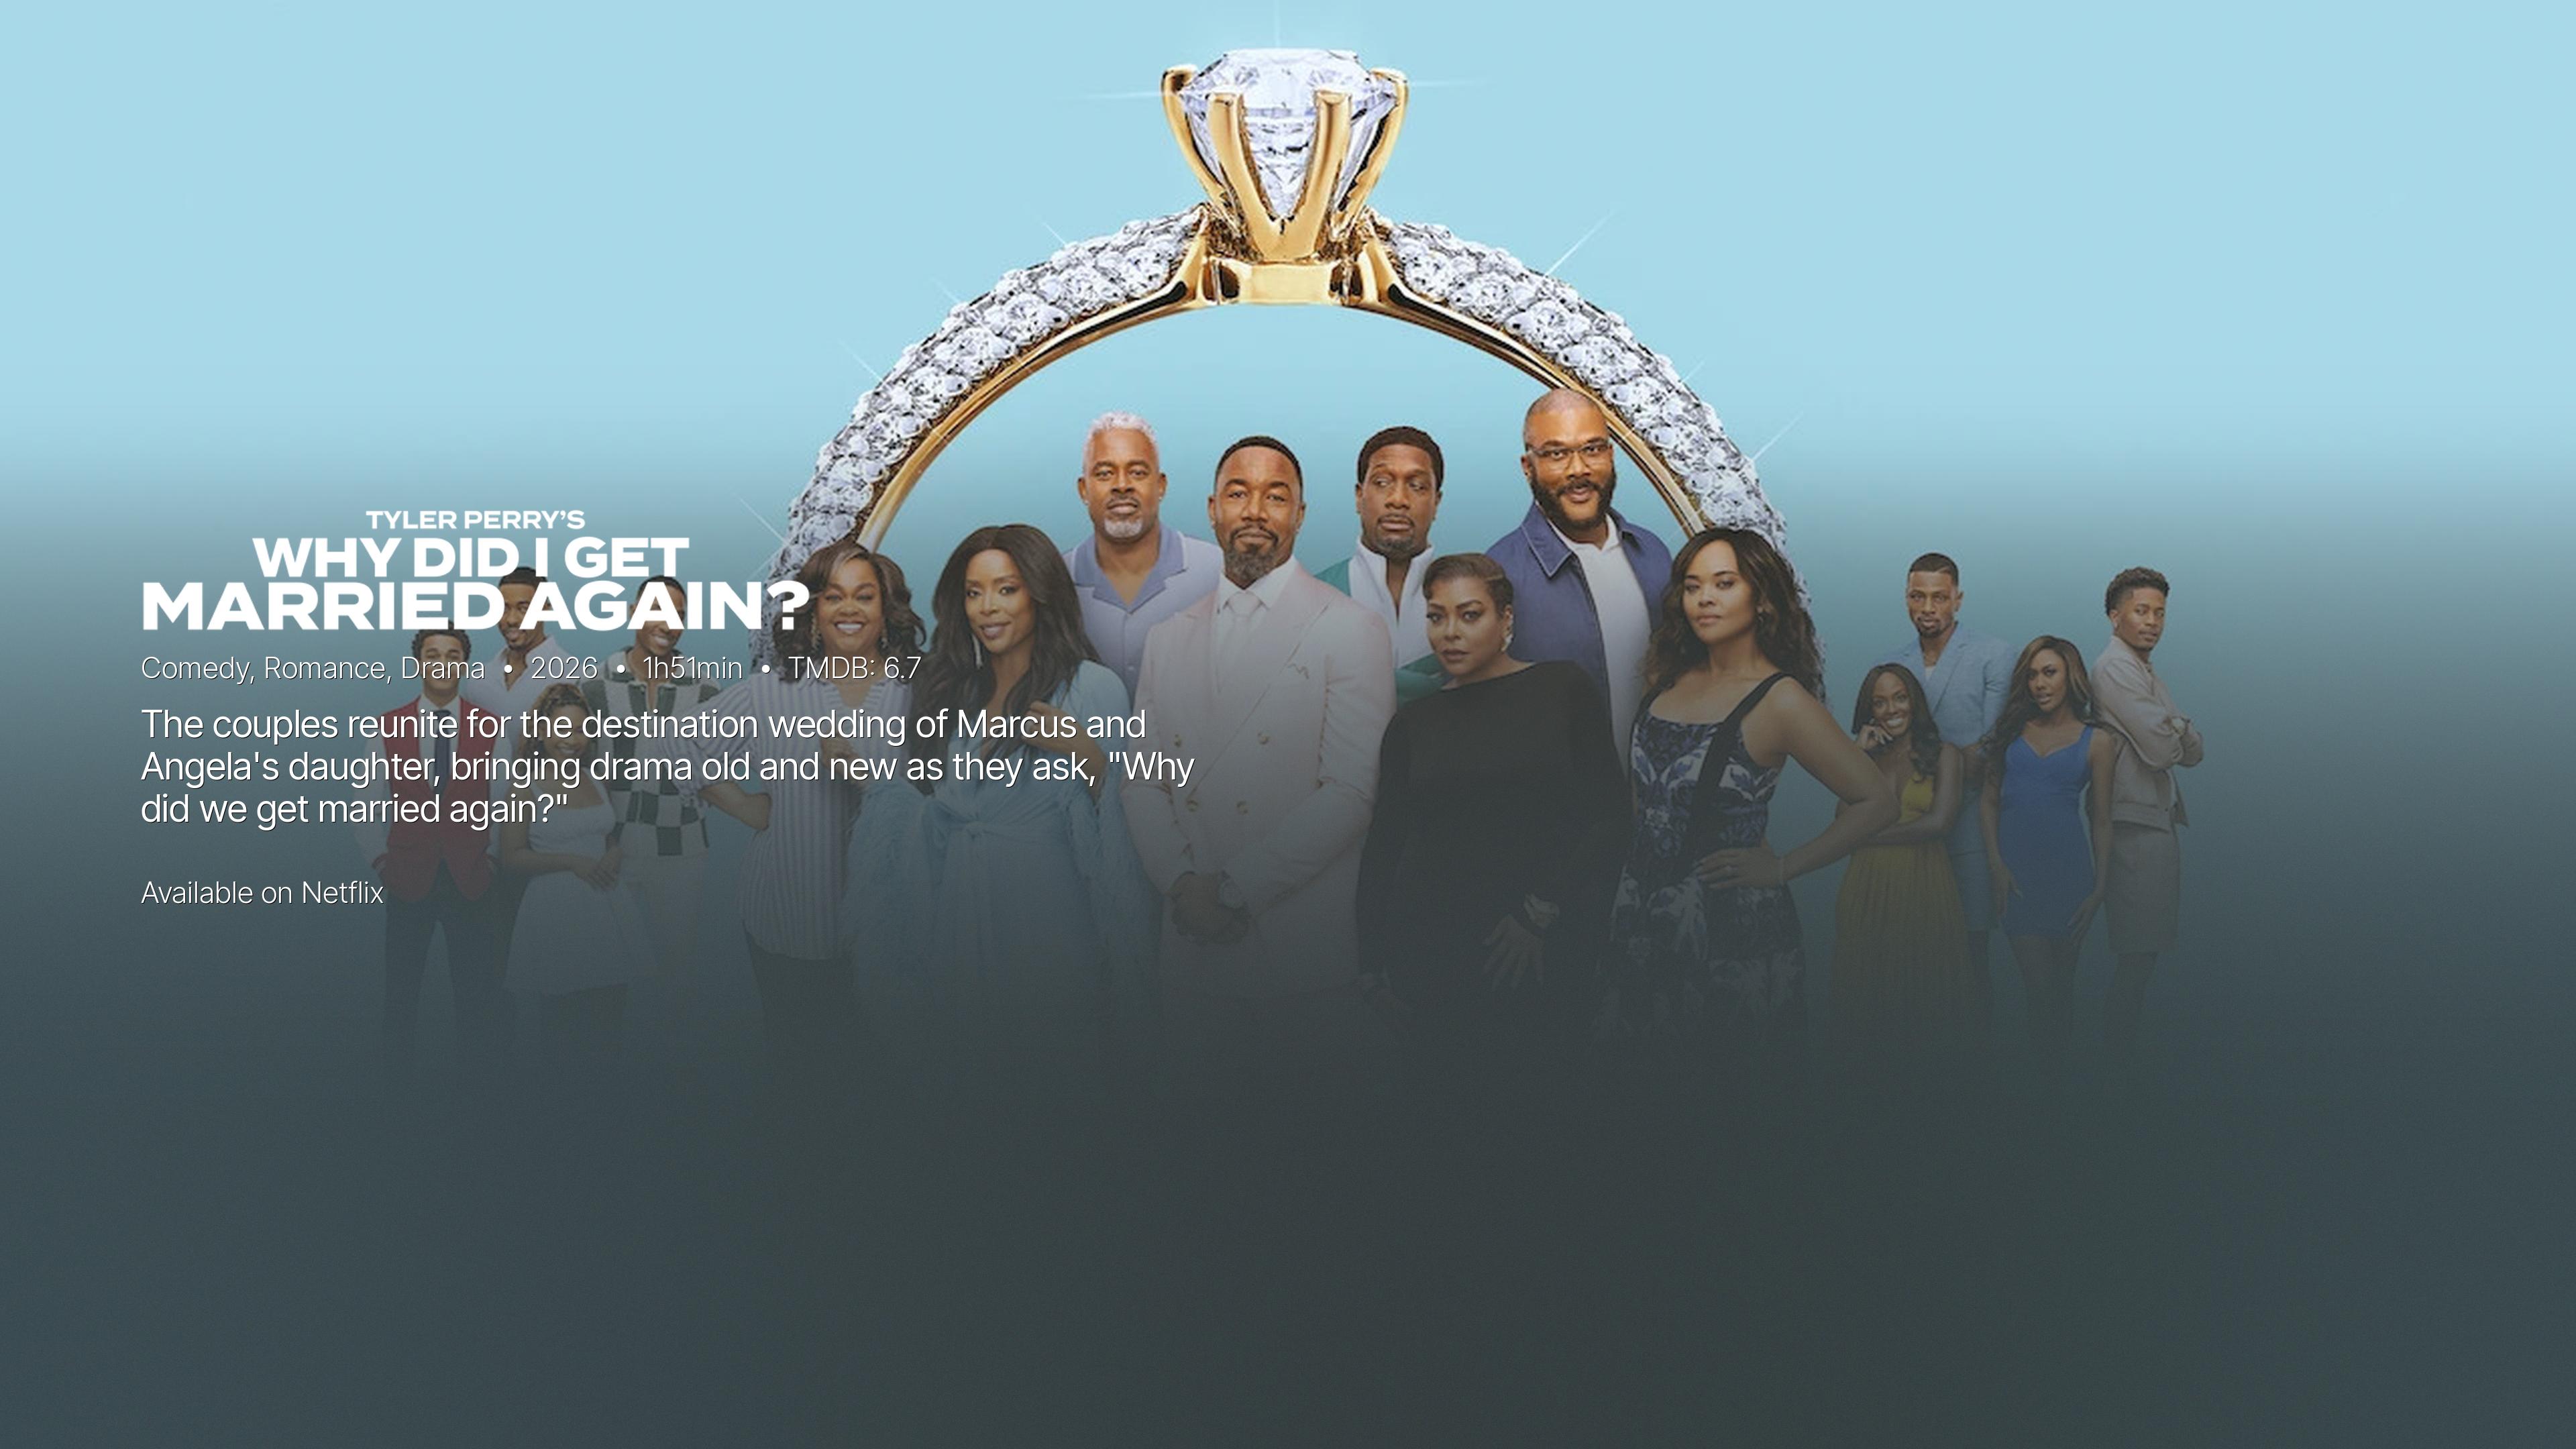 TYLER PERRY'S
WHY DID I GET
MARRIED AGAIN?
Comedy, Romance, Drama • 2026 • 1h51min • TMDB: 6.7
The couples reunite for the destination wedding of Marcus and
Angela's daughter, bringing drama old and new as they ask, "Why
did we get married again?"
Available on Netflix